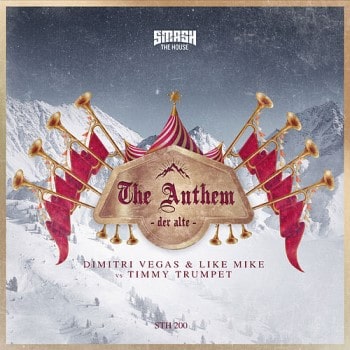 SMASH
THE HOUSE
The Anthem
- der alte -
DIMITRI VEGAS & LIKE MIKE
vs TIMMY TRUMPET
STH 200